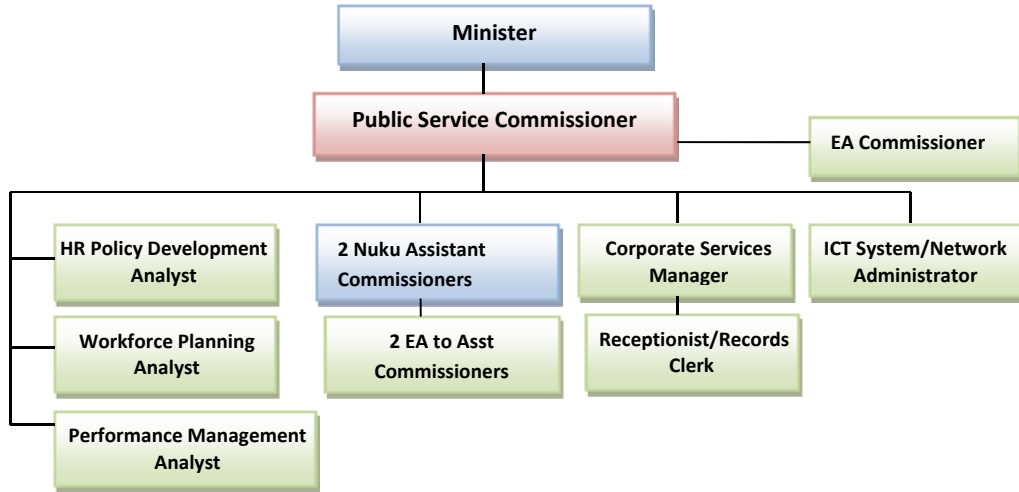 Minister
Public Service Commissioner
EA Commissioner
HR Policy Development
Analyst
2 Nuku Assistant
Commissioners
Corporate Services
Manager
ICT System/Network
Administrator
Workforce Planning
Analyst
2 EA to Asst
Commissioners
Receptionist/Records
Clerk
Performance Management
Analyst